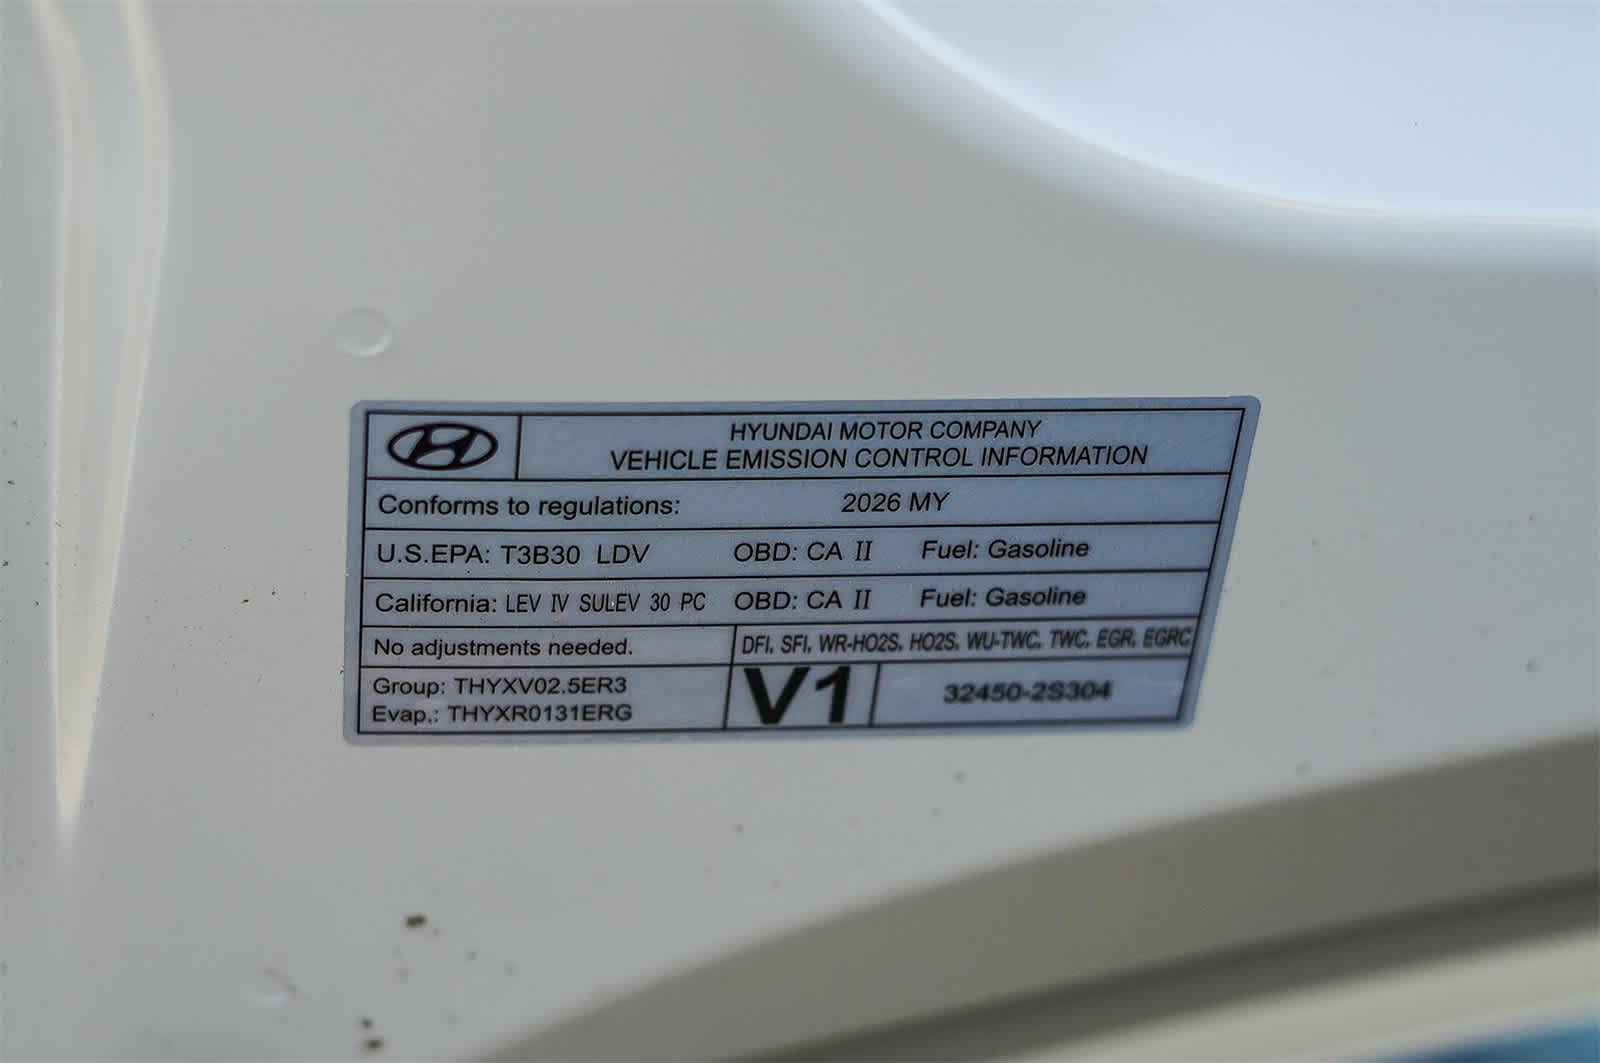 HYUNDAI MOTOR COMPANY
VEHICLE EMISSION CONTROL INFORMATION
Conforms to regulations: 2026 MY
U.S.EPA: T3B30 LDV OBD: CA II Fuel: Gasoline
California: LEV IV SULEV 30 PC OBD: CA II Fuel: Gasoline
No adjustments needed. DFI, SFI, WR-HO2S, HO2S, WU-TWC, TWC, EGR, EGRC
Group: THYXV02.5ER3
Evap.: THYXR0131ERG
V1 32450-2S304